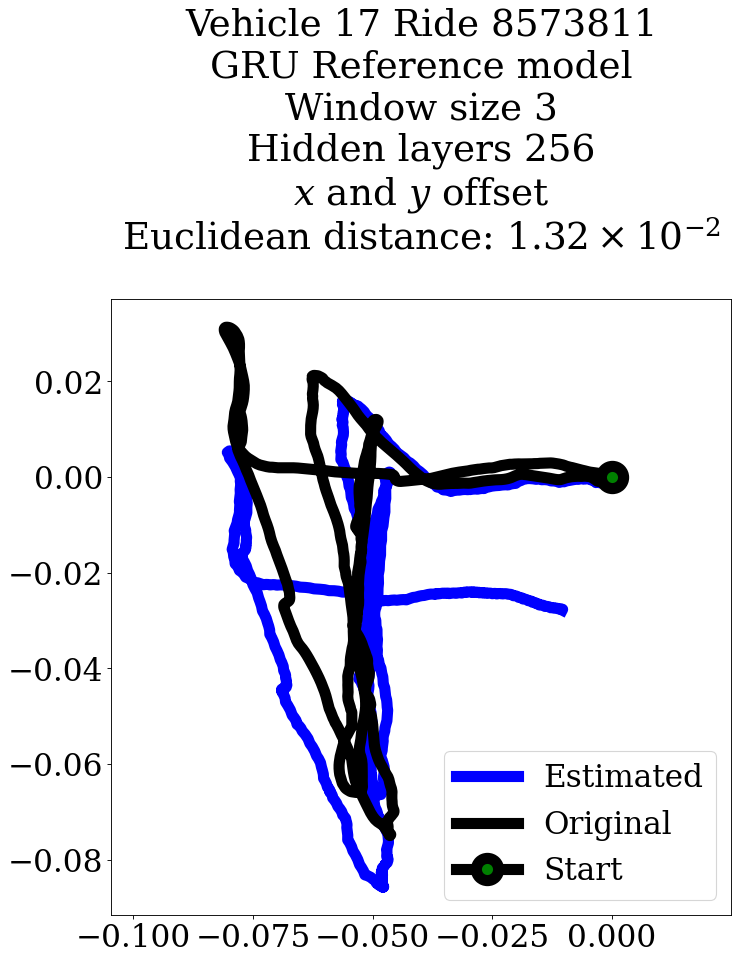 Vehicle 17 Ride 8573811
GRU Reference model
Window size 3
Hidden layers 256
x and y offset
Euclidean distance: 1.32 × 10⁻²
0.02
0.00
−0.02
−0.04
−0.06
−0.08
Estimated
Original
Start
−0.100 −0.075 −0.050 −0.025 0.000